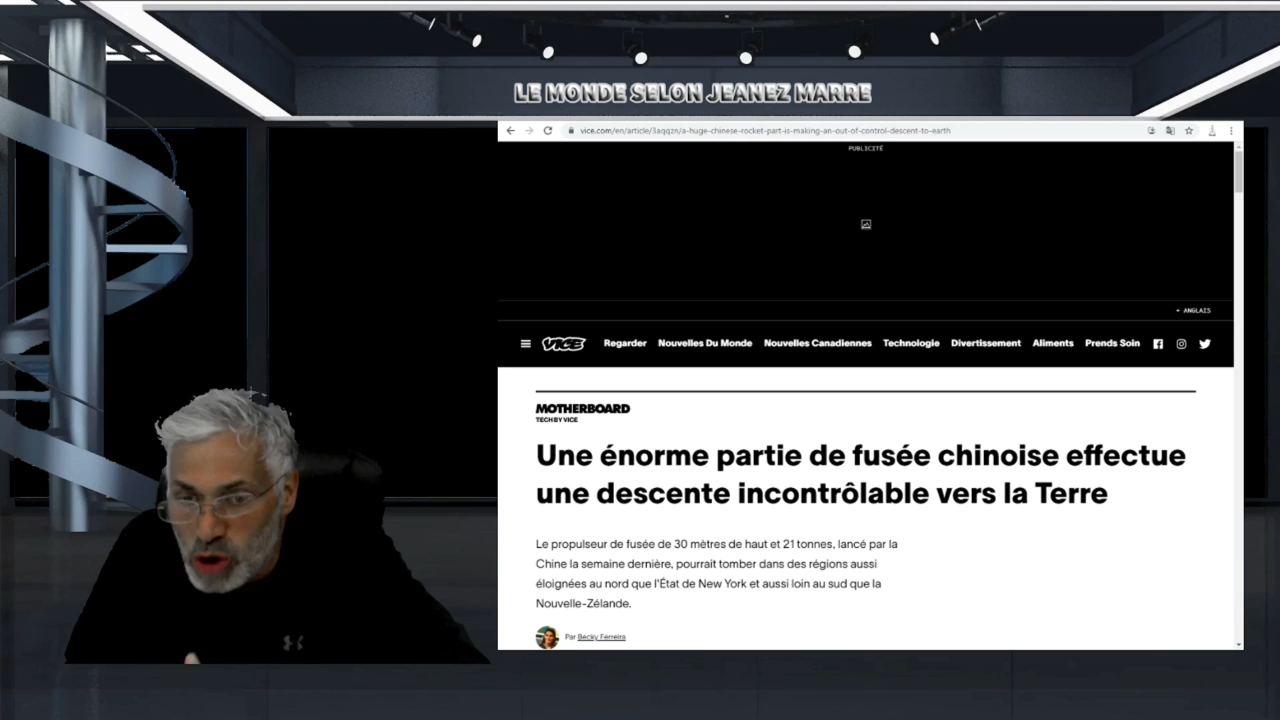 LE MONDE SELON JEANEZ MARRE
vice.com/en/article/3aqqzn/a-huge-chinese-rocket-part-is-making-an-out-of-control-descent-to-earth
PUBLICITÉ
+ ANGLAIS
VICE Regarder Nouvelles Du Monde Nouvelles Canadiennes Technologie Divertissement Aliments Prends Soin
MOTHERBOARD
TECH BY VICE
Une énorme partie de fusée chinoise effectue
une descente incontrôlable vers la Terre
Le propulseur de fusée de 30 mètres de haut et 21 tonnes, lancé par la
Chine la semaine dernière, pourrait tomber dans des régions aussi
éloignées au nord que l'État de New York et aussi loin au sud que la
Nouvelle-Zélande.
Par Becky Ferreira